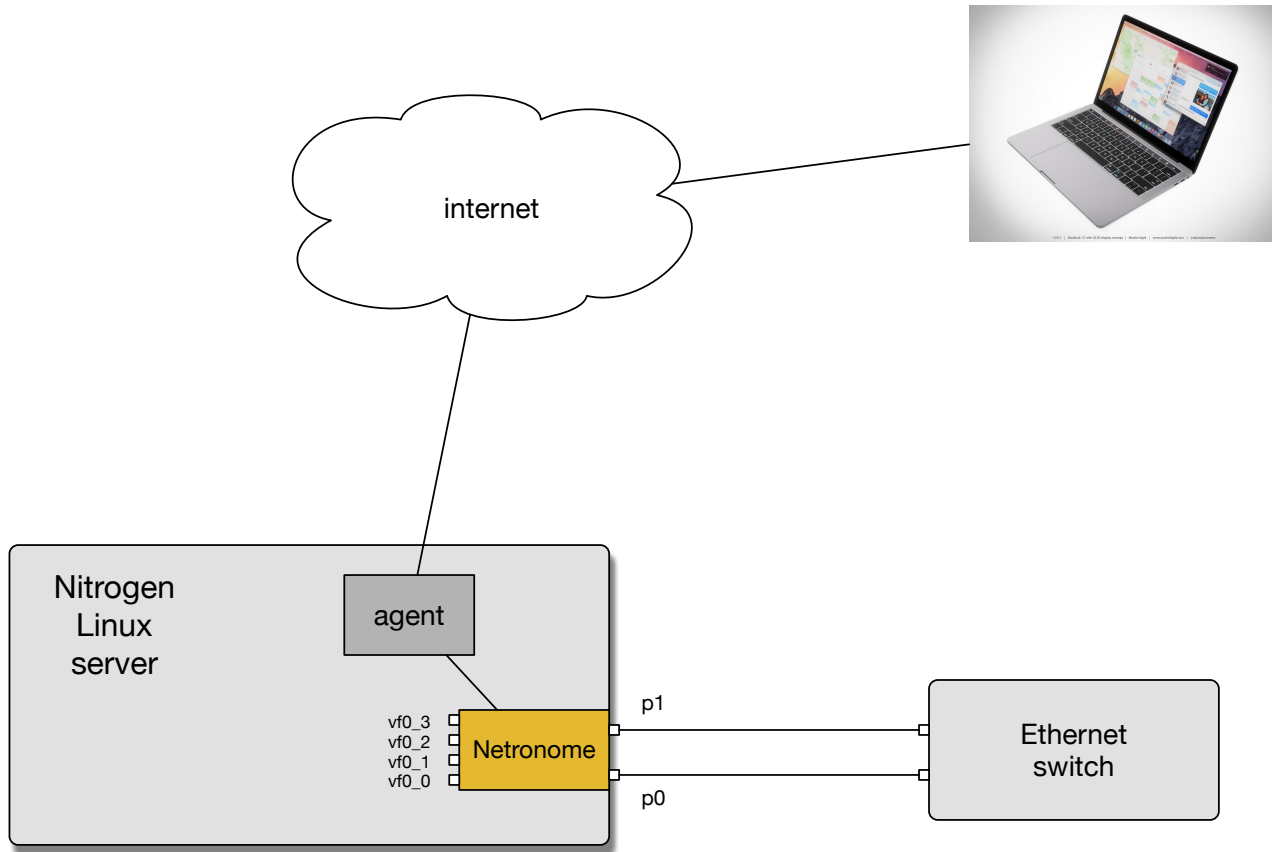 internet
Nitrogen
Linux
server
agent
vf0_3
vf0_2
vf0_1
vf0_0
Netronome
p1
p0
Ethernet
switch